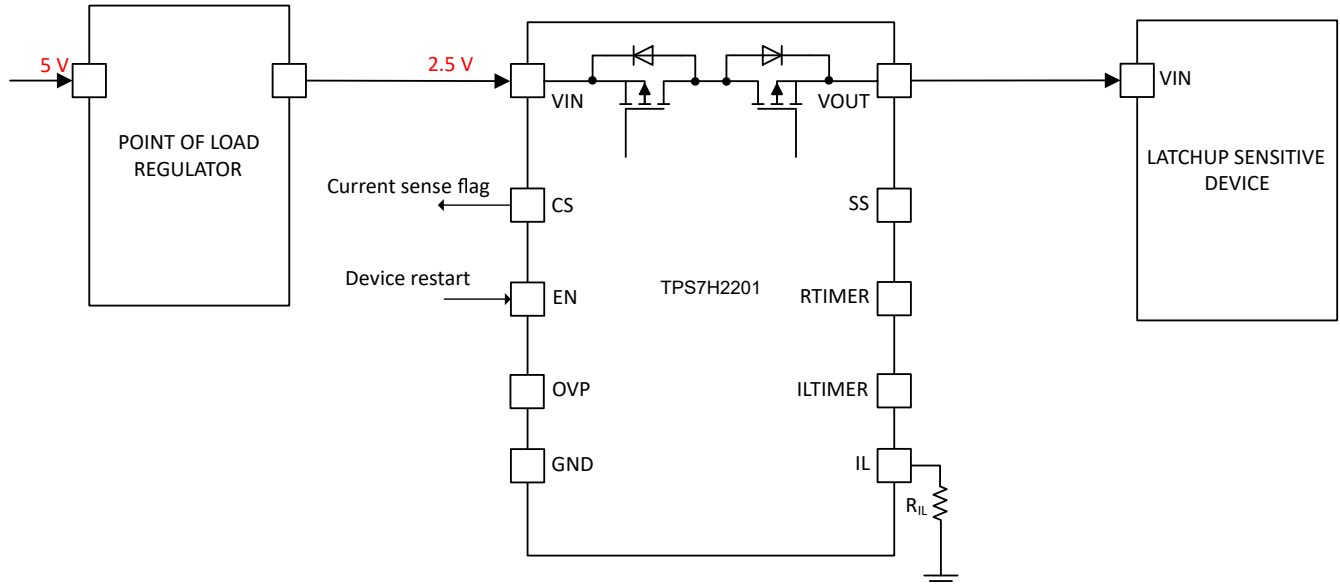 5 V
POINT OF LOAD
REGULATOR
2.5 V
VIN
VOUT
Current sense flag
CS
SS
Device restart
EN
TPS7H2201
RTIMER
OVP
ILTIMER
GND
IL
RIL
VIN
LATCHUP SENSITIVE
DEVICE